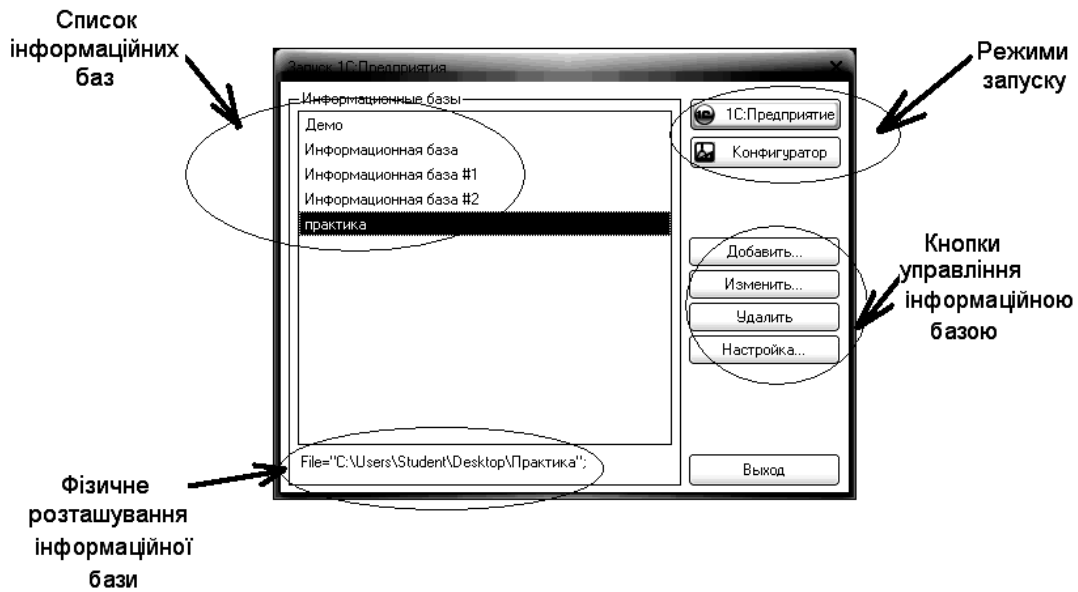 Список
інформаційних
баз
Запуск 1С:Предприятия
Режими
запуску
Информационные базы
1С:Предприятие
Демо
Информационная база
Конфигуратор
Информационная база #1
Информационная база #2
практика
Добавить...
Изменить...
Удалить
Настройка...
Кнопки
управління
інформаційною
базою
File="C:\Users\Student\Desktop\Практика";
Выход
Фізичне
розташування
інформаційної
бази